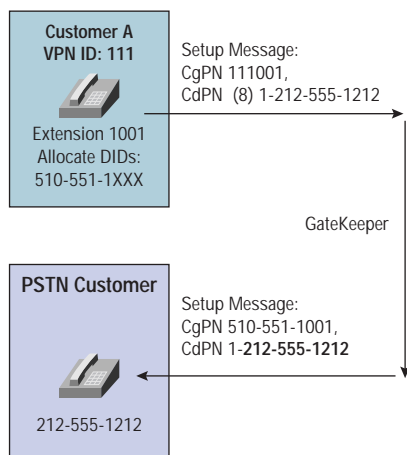 Customer A
VPN ID: 111
Extension 1001
Allocate DIDs:
510-551-1XXX
Setup Message:
CgPN 111001,
CdPN (8) 1-212-555-1212
GateKeeper
PSTN Customer
212-555-1212
Setup Message:
CgPN 510-551-1001,
CdPN 1-212-555-1212